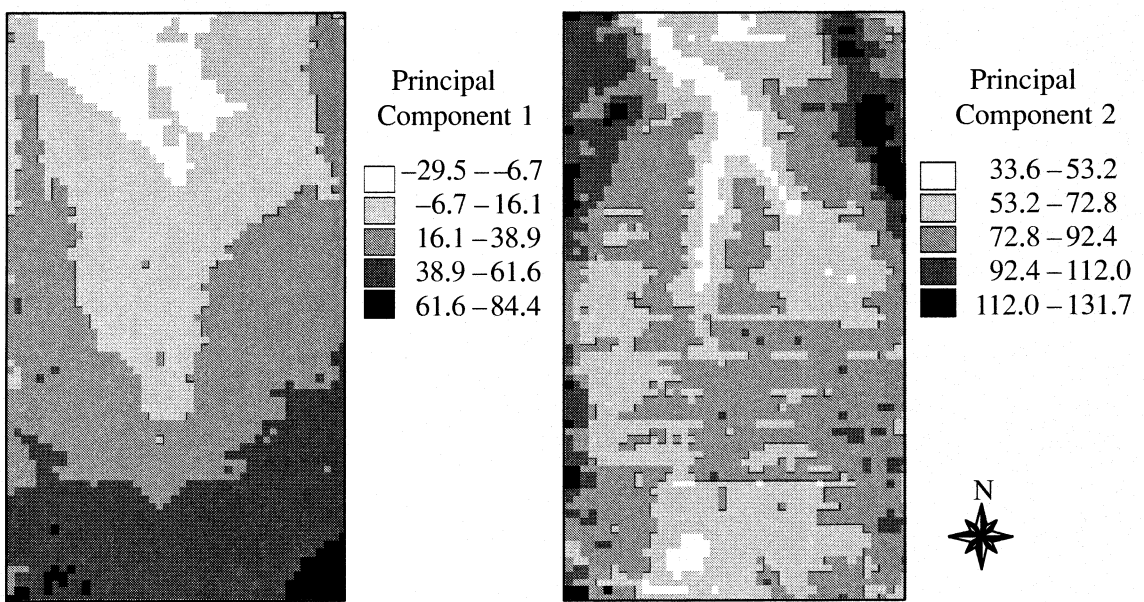 Principal
Component 1
−29.5 – −6.7
−6.7 – 16.1
16.1 – 38.9
38.9 – 61.6
61.6 – 84.4
Principal
Component 2
33.6 – 53.2
53.2 – 72.8
72.8 – 92.4
92.4 – 112.0
112.0 – 131.7
N